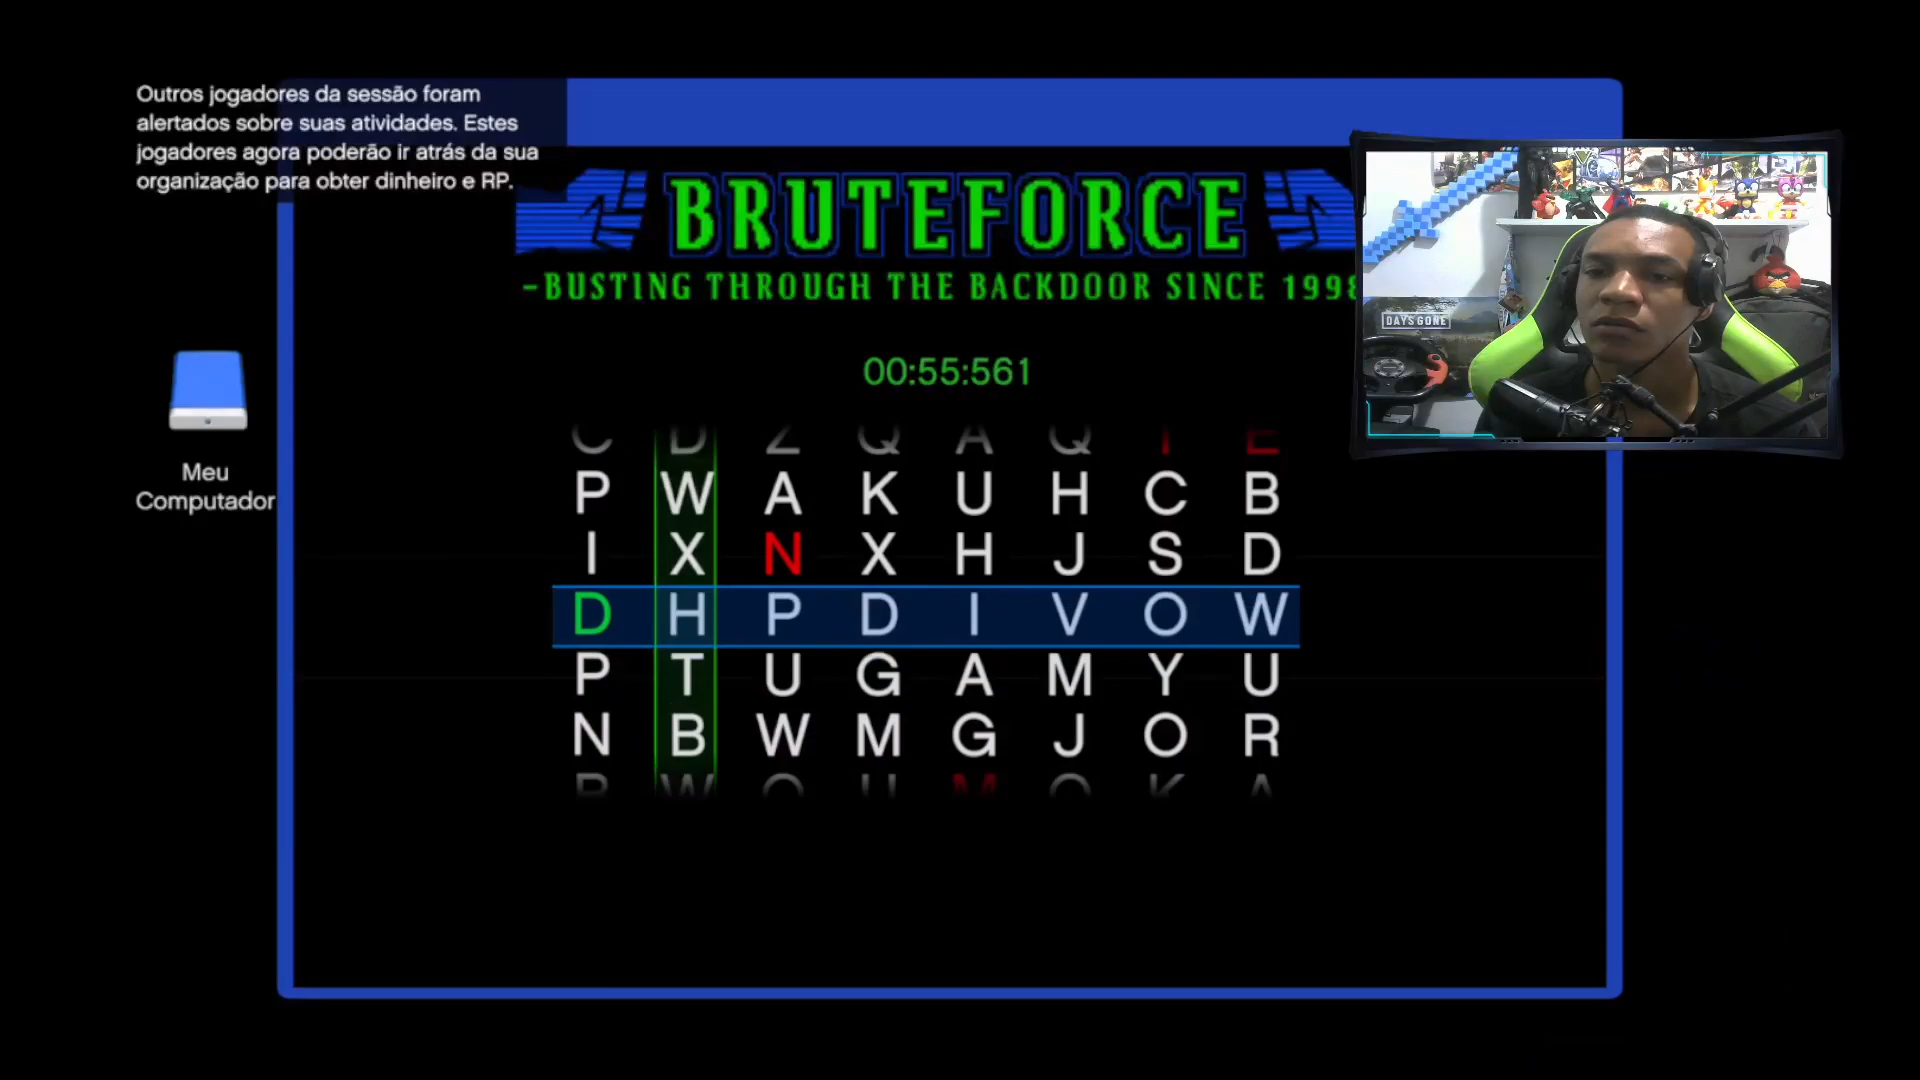 Outros jogadores da sessão foram
alertados sobre suas atividades. Estes
jogadores agora poderão ir atrás da sua
organização para obter dinheiro e RP.
BRUTEFORCE
-BUSTING THROUGH THE BACKDOOR SINCE 1998
DAYS GONE
00:55:561
Meu
Computador
C D Z Q A Q T E
P W A K U H C B
I X N X H J S D
D H P D I V O W
P T U G A M Y U
N B W M G J O R